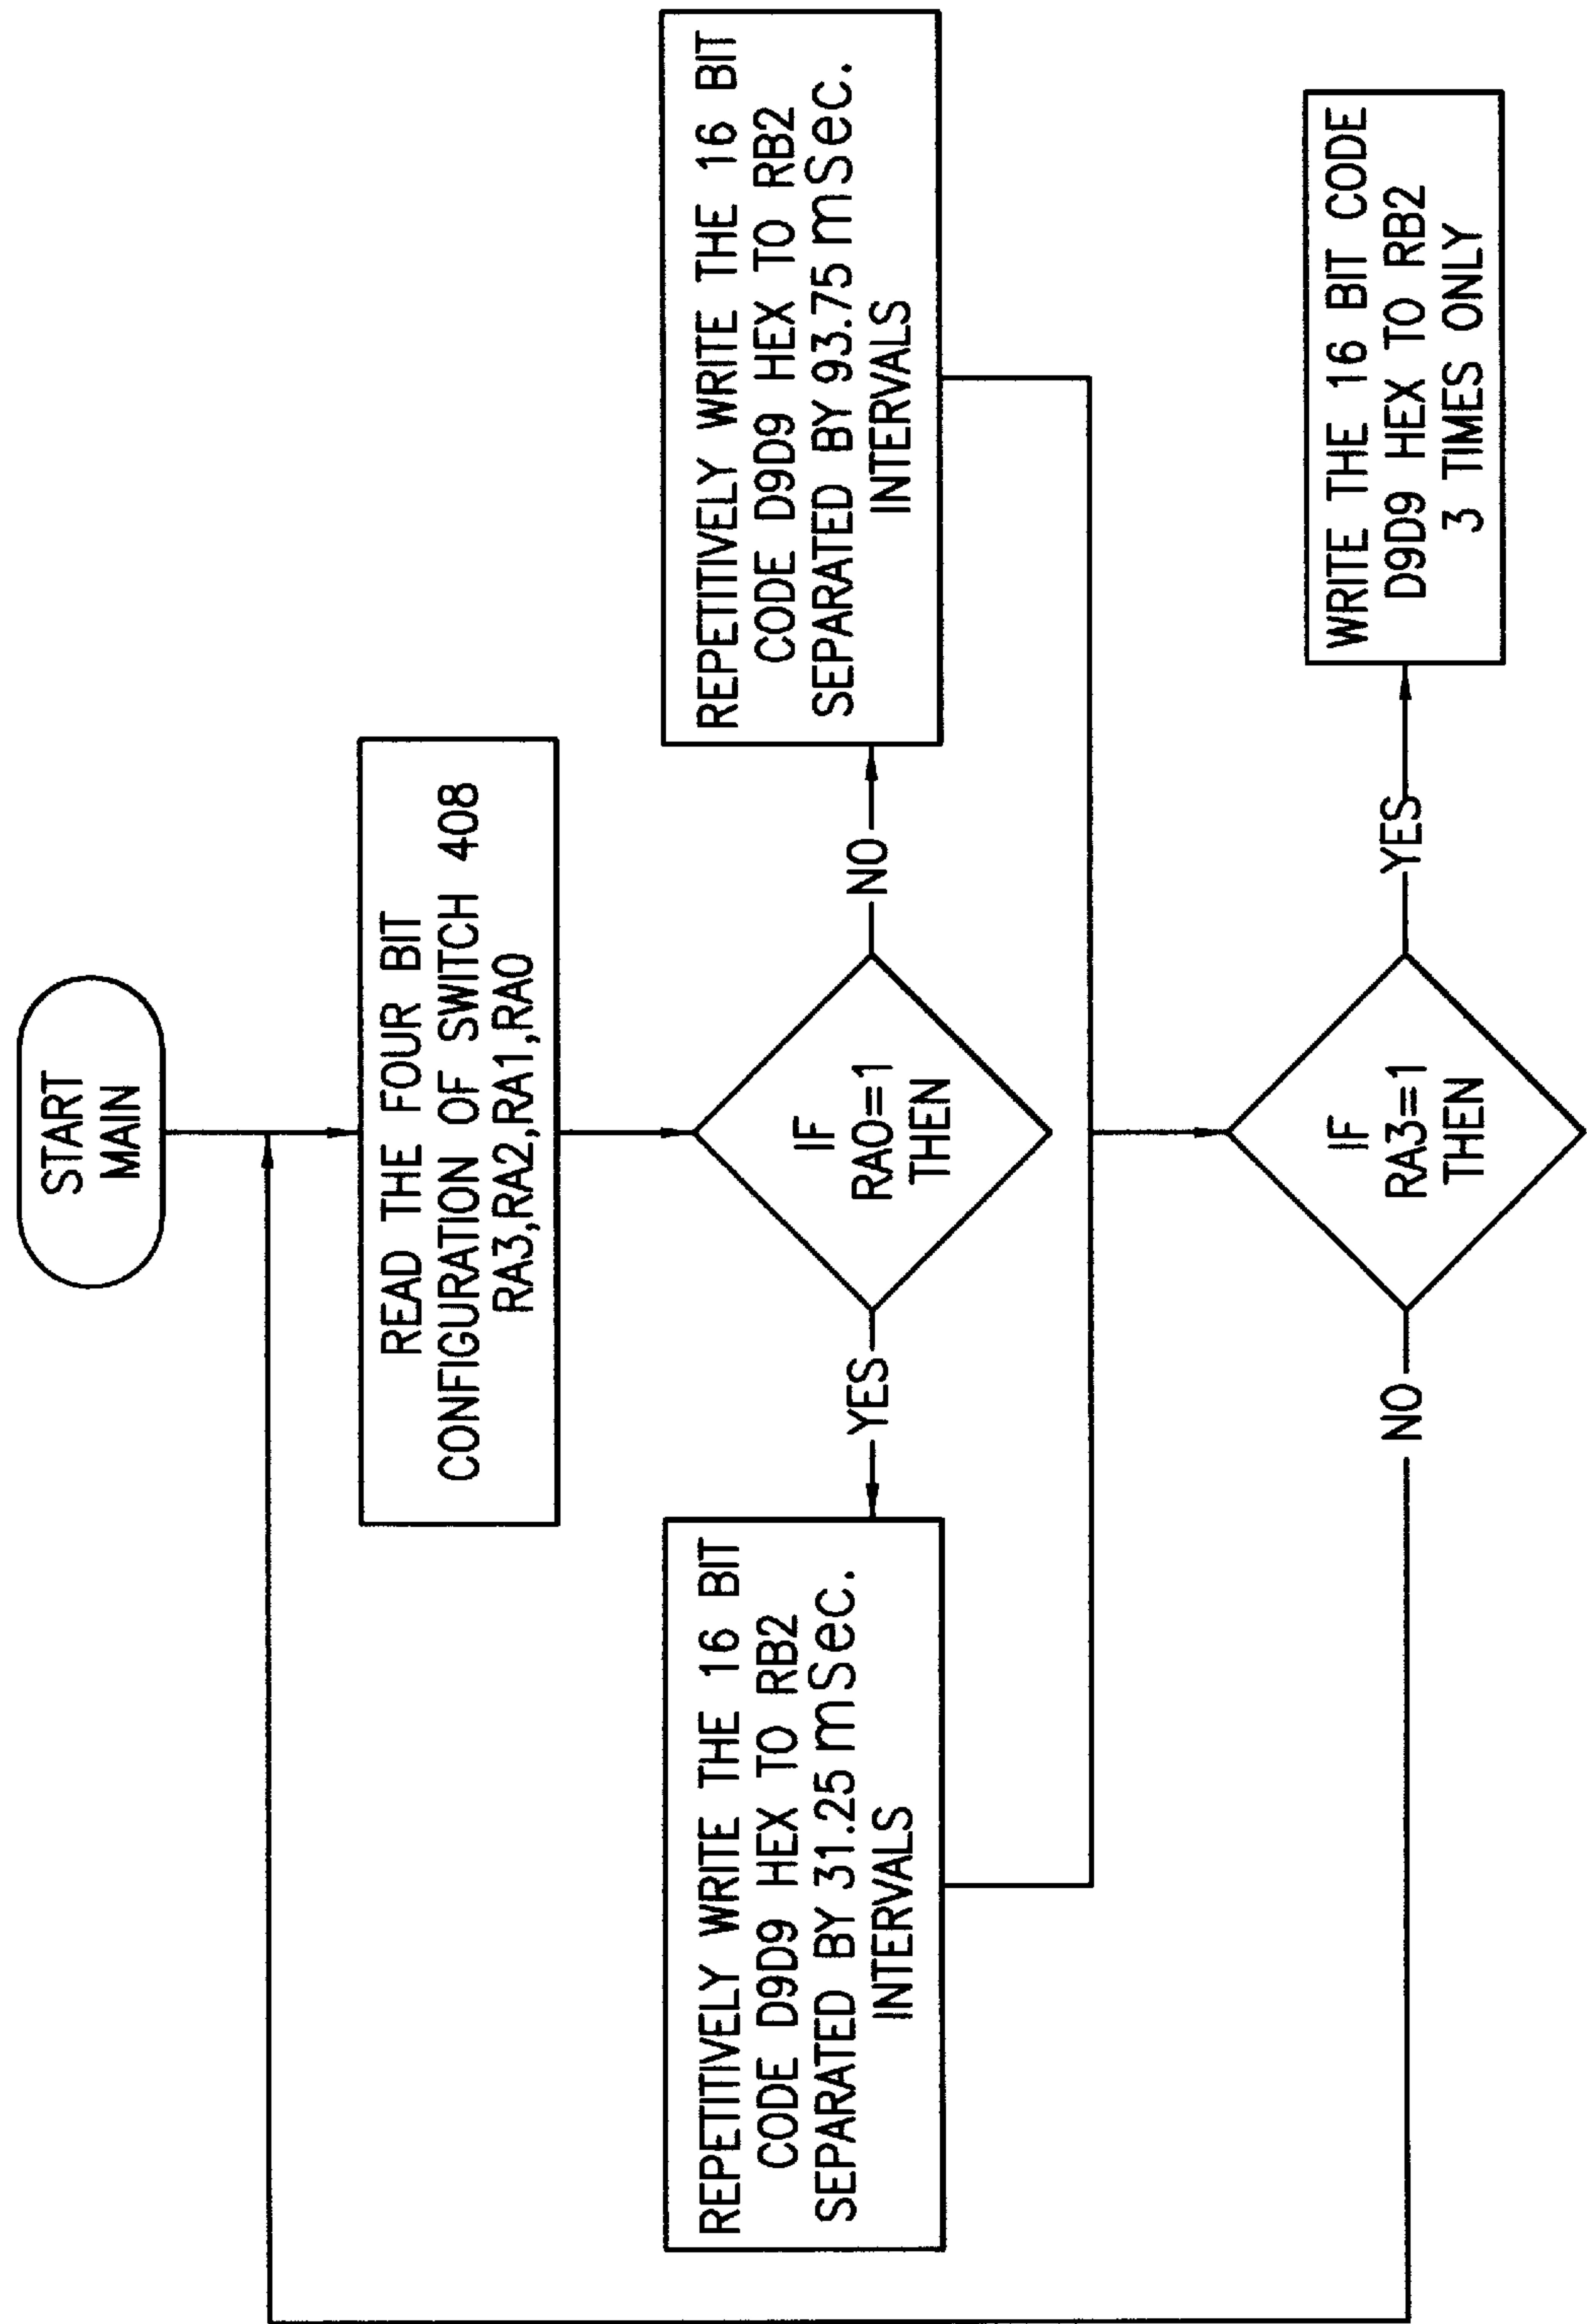 START
MAIN
READ THE FOUR BIT
CONFIGURATION OF SWITCH 408
RA3,RA2,RA1,RA0
IF
RA0=1
THEN
YES
NO
REPETITIVELY WRITE THE 16 BIT
CODE D9D9 HEX TO RB2
SEPARATED BY 31.25 mSec.
INTERVALS
REPETITIVELY WRITE THE 16 BIT
CODE D9D9 HEX TO RB2
SEPARATED BY 93.75 mSec.
INTERVALS
IF
RA3=1
THEN
NO
YES
WRITE THE 16 BIT CODE
D9D9 HEX TO RB2
3 TIMES ONLY